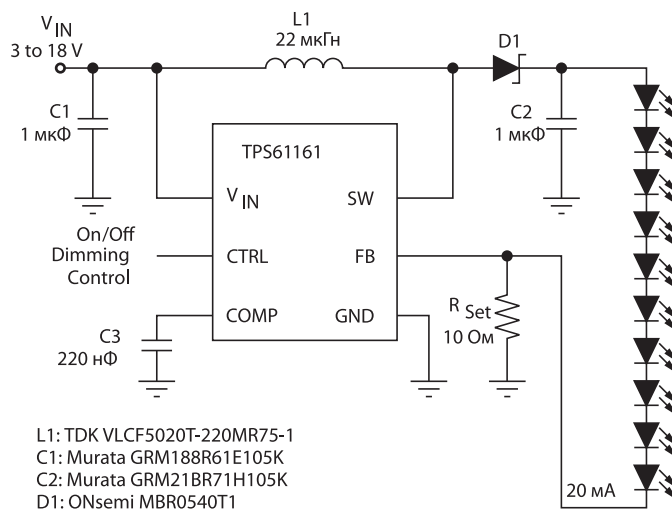 V IN
3 to 18 V
L1
22 мкГн
D1
C1
1 мкФ
C2
1 мкФ
TPS61161
V IN
SW
On/Off
Dimming
Control
CTRL
FB
COMP
GND
R Set
10 Ом
C3
220 нФ
L1: TDK VLCF5020T-220MR75-1
C1: Murata GRM188R61E105K
C2: Murata GRM21BR71H105K
D1: ONsemi MBR0540T1
20 мА